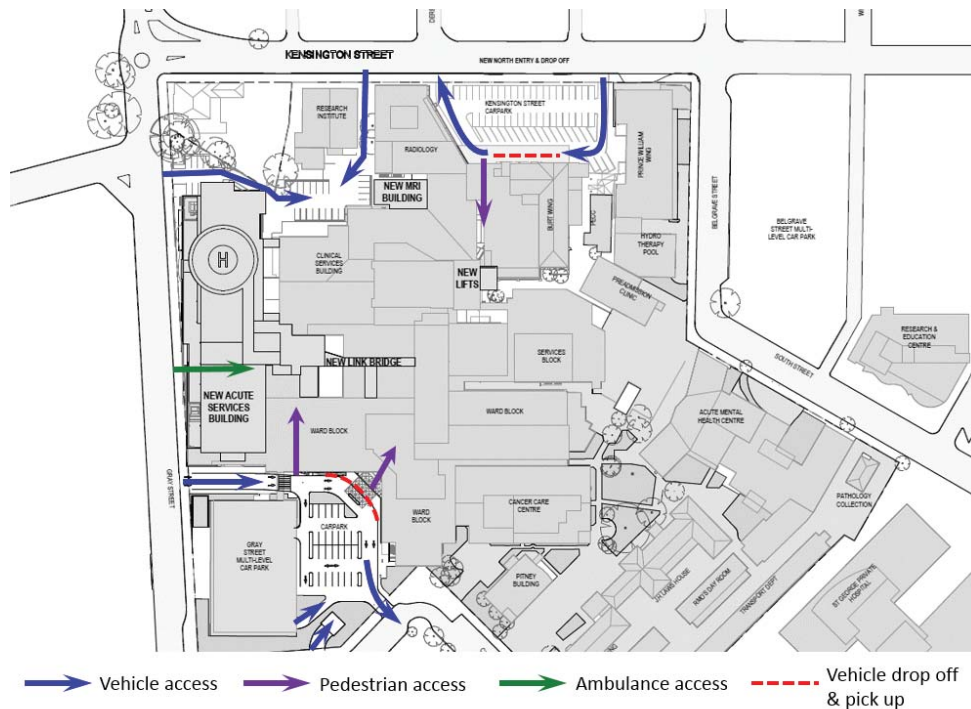 KENSINGTON STREET
NEW NORTH ENTRY & DROP OFF
RESEARCH
INSTITUTE
KENSINGTON STREET
CARPARK
RADIOLOGY
PRINCE WILLIAM
WING
NEW MRI
BUILDING
BURT WING
BELGRAVE STREET
BELGRAVE
STREET MULTI-
LEVEL CAR PARK
H
CLINICAL
SERVICES
BUILDING
HYDRO
THERAPY
POOL
NEW
LIFTS
PREADMISSION
CLINIC
RESEARCH &
EDUCATION
CENTRE
SERVICES
BLOCK
SOUTH STREET
NEW LINK BRIDGE
NEW ACUTE
SERVICES
BUILDING
WARD BLOCK
WARD BLOCK
ACUTE MENTAL
HEALTH CENTRE
GRAY STREET
CARPARK
WARD
BLOCK
CANCER CARE
CENTRE
PATHOLOGY
COLLECTION
GRAY
STREET
MULTI-LEVEL
CAR PARK
PITNEY
BUILDING
RMO'S DAY ROOM
TRANSPORT DEPT
ST GEORGE PRIVATE
HOSPITAL
Vehicle access
Pedestrian access
Ambulance access
Vehicle drop off
& pick up